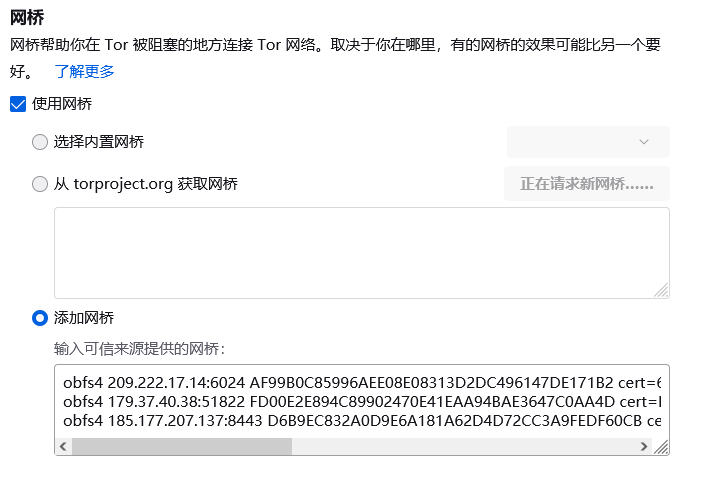 网桥
网桥帮助你在 Tor 被阻塞的地方连接 Tor 网络。取决于你在哪里，有的网桥的效果可能比另一个要
好。 了解更多
使用网桥
选择内置网桥
从 torproject.org 获取网桥 正在请求新网桥……
添加网桥
输入可信来源提供的网桥：
obfs4 209.222.17.14:6024 AF99B0C85996AEE08E08313D2DC496147DE171B2 cert=6
obfs4 179.37.40.38:51822 FD00E2E894C89902470E41EAA94BAE3647C0AA4D cert=
obfs4 185.177.207.137:8443 D6B9EC832A0D9E6A181A62D4D72CC3A9FEDF60CB ce